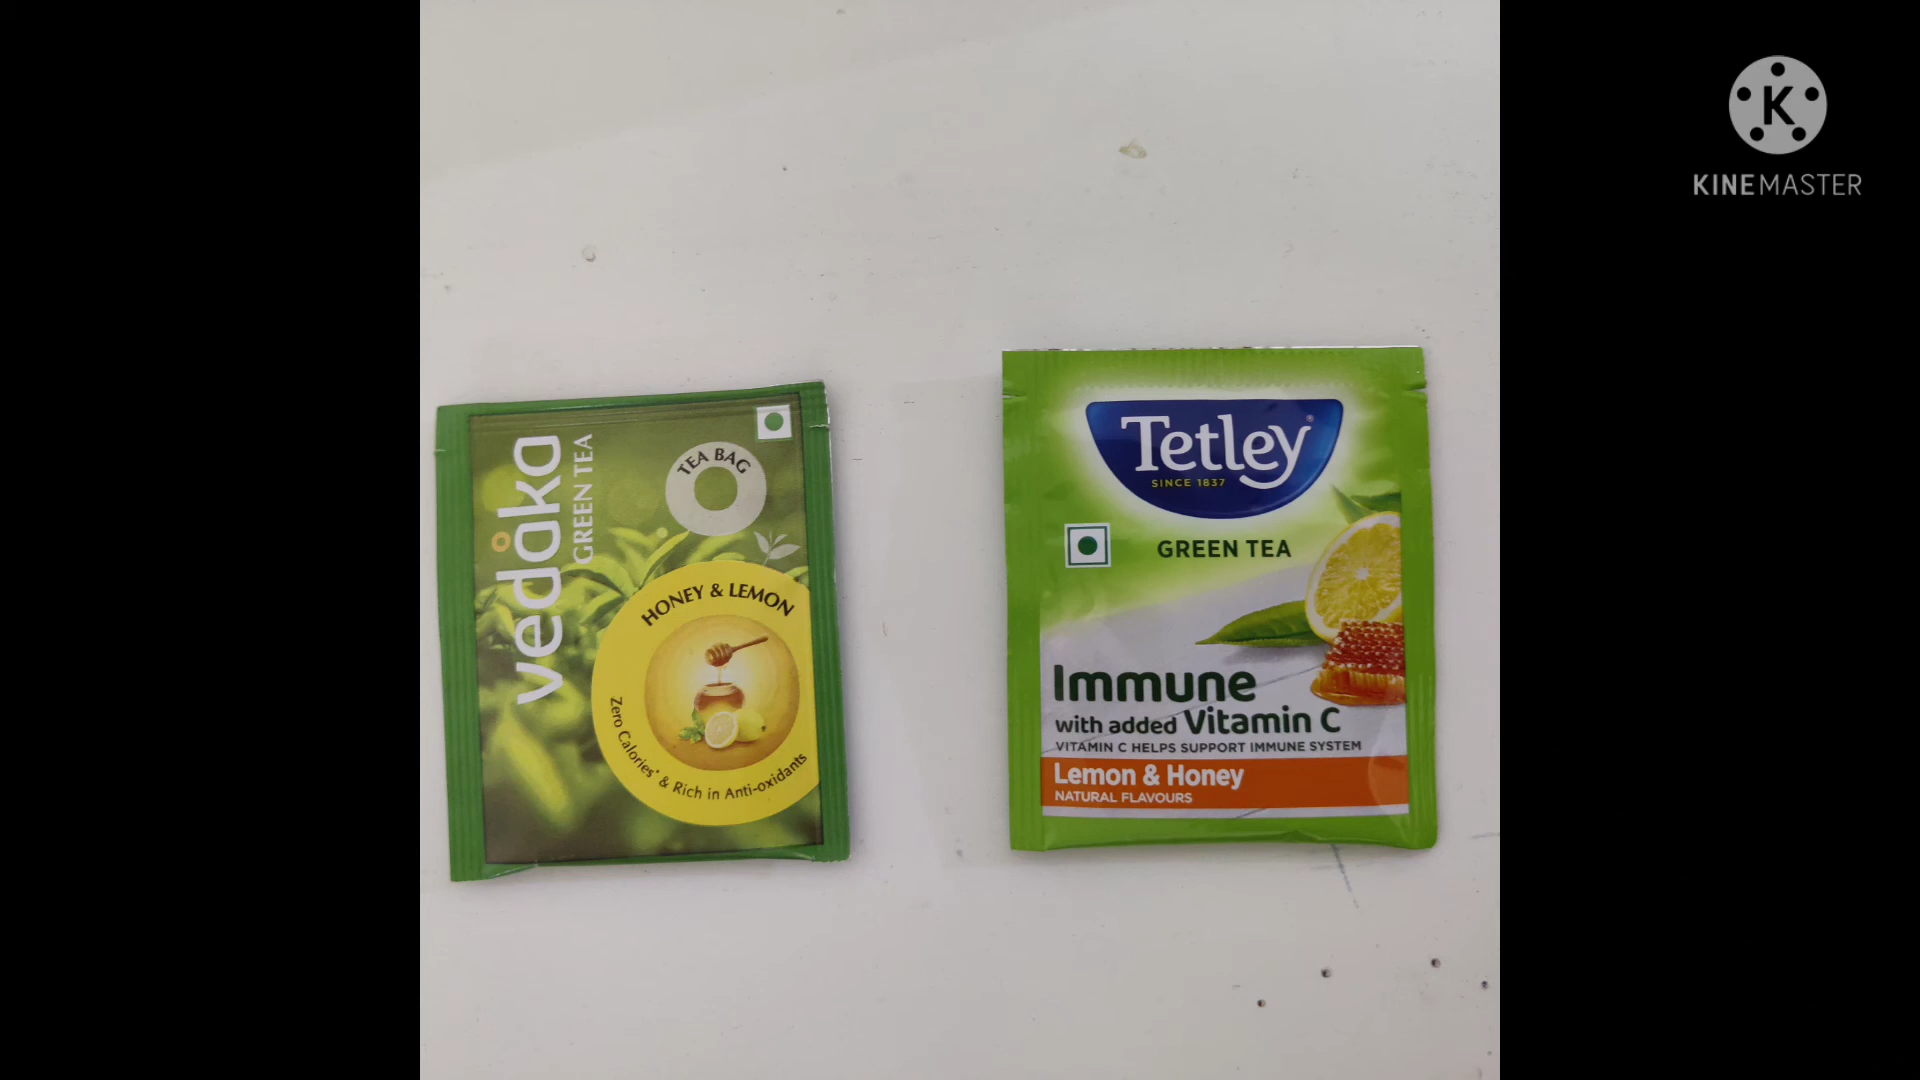 vedaka
GREEN TEA
TEA BAG
HONEY & LEMON
Zero Calories* & Rich in Anti-oxidants
Tetley®
SINCE 1837
GREEN TEA
Immune
with added Vitamin C
VITAMIN C HELPS SUPPORT IMMUNE SYSTEM
Lemon & Honey
NATURAL FLAVOURS
K
KINEMASTER